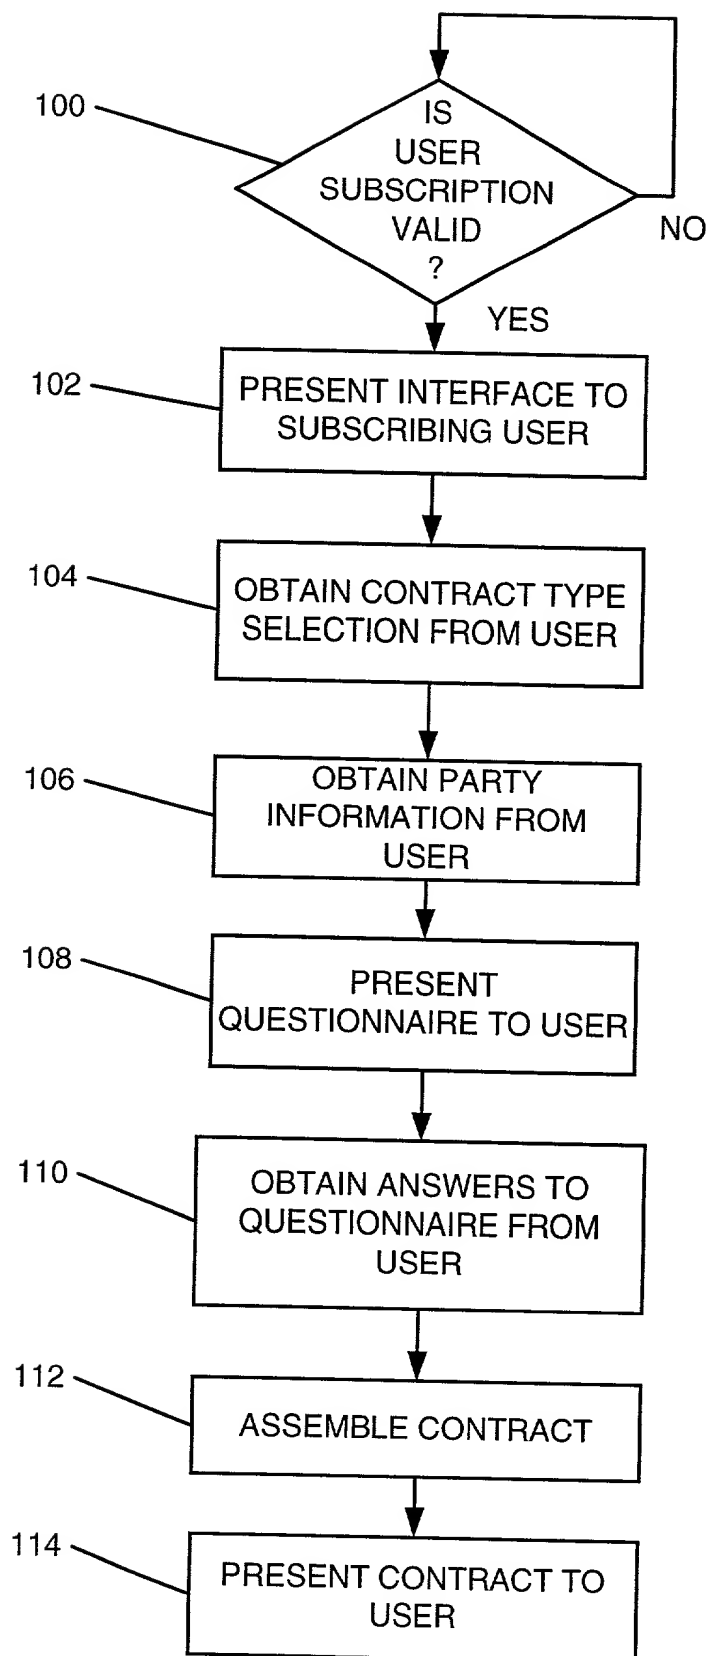 100
IS
USER
SUBSCRIPTION
VALID
?
NO
YES
102
PRESENT INTERFACE TO
SUBSCRIBING USER
104
OBTAIN CONTRACT TYPE
SELECTION FROM USER
106
OBTAIN PARTY
INFORMATION FROM
USER
108
PRESENT
QUESTIONNAIRE TO USER
110
OBTAIN ANSWERS TO
QUESTIONNAIRE FROM
USER
112
ASSEMBLE CONTRACT
114
PRESENT CONTRACT TO
USER